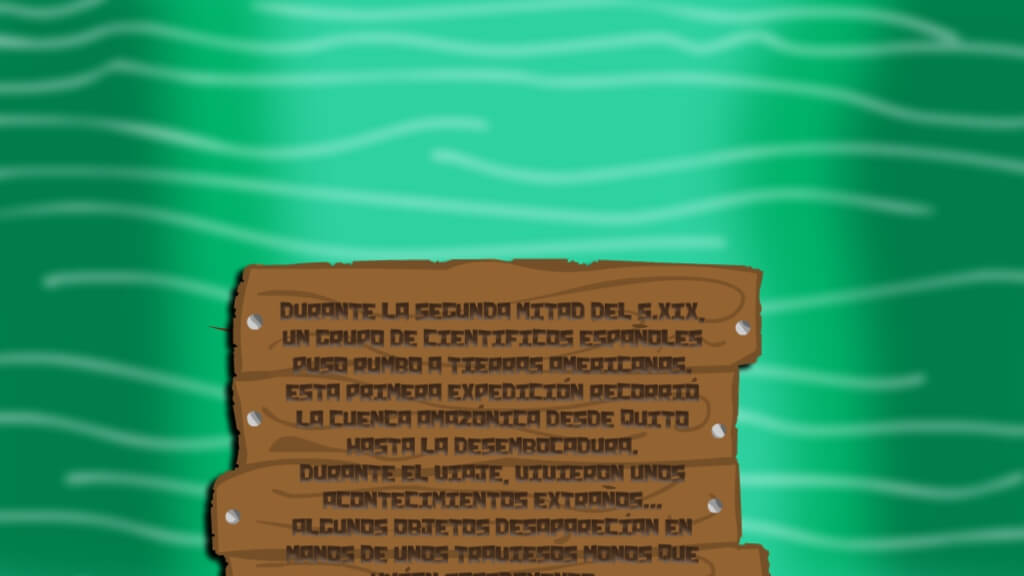 DURANTE LA SEGUNDA MITAD DEL S.XIX,
UN GRUPO DE CIENTIFICOS ESPAÑOLES
PUSO RUMBO A TIERRAS AMERICANAS.
ESTA PRIMERA EXPEDICIÓN RECORRIÓ
LA CUENCA AMAZÓNICA DESDE QUITO
HASTA LA DESEMBOCADURA.
DURANTE EL VIAJE, VIVIERON UNOS
ACONTECIMIENTOS EXTRAÑOS...
ALGUNOS OBJETOS DESAPARECÍAN EN
MANOS DE UNOS TRAVIESOS MONOS QUE